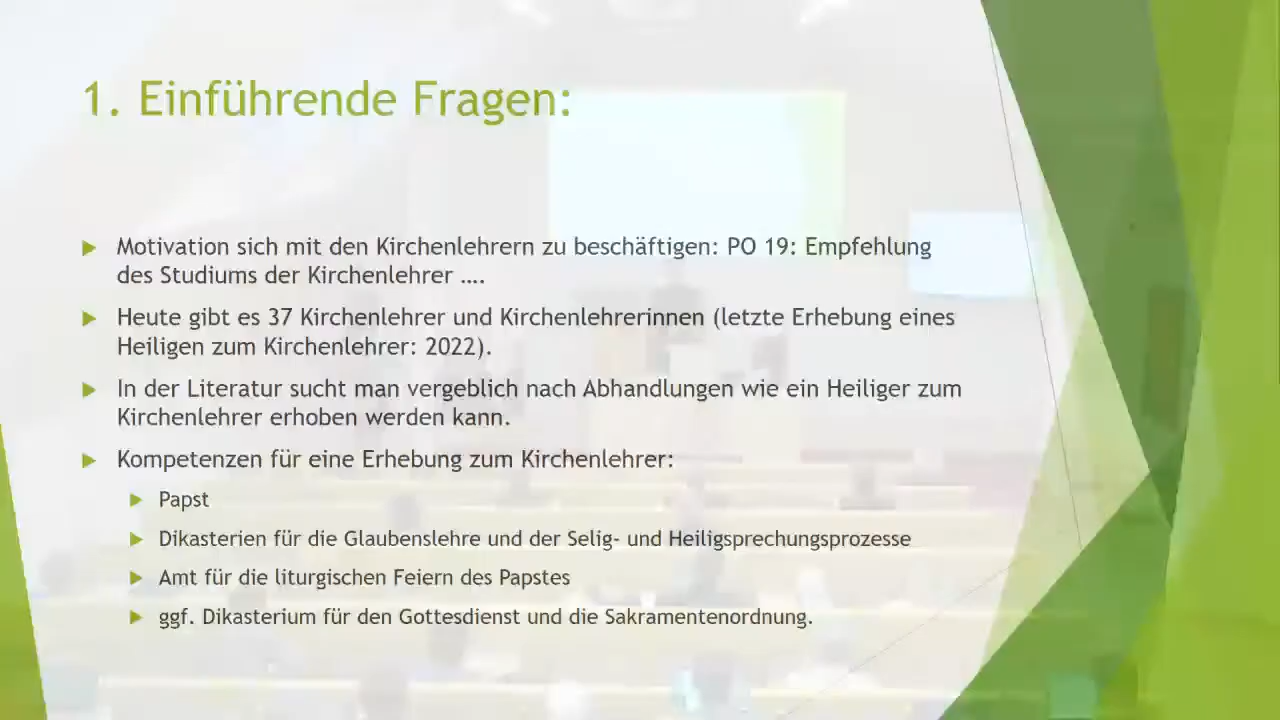 1. Einführende Fragen:
Motivation sich mit den Kirchenlehrern zu beschäftigen: PO 19: Empfehlung
des Studiums der Kirchenlehrer ….
Heute gibt es 37 Kirchenlehrer und Kirchenlehrerinnen (letzte Erhebung eines
Heiligen zum Kirchenlehrer: 2022).
In der Literatur sucht man vergeblich nach Abhandlungen wie ein Heiliger zum
Kirchenlehrer erhoben werden kann.
Kompetenzen für eine Erhebung zum Kirchenlehrer:
Papst
Dikasterien für die Glaubenslehre und der Selig- und Heiligsprechungsprozesse
Amt für die liturgischen Feiern des Papstes
ggf. Dikasterium für den Gottesdienst und die Sakramentenordnung.